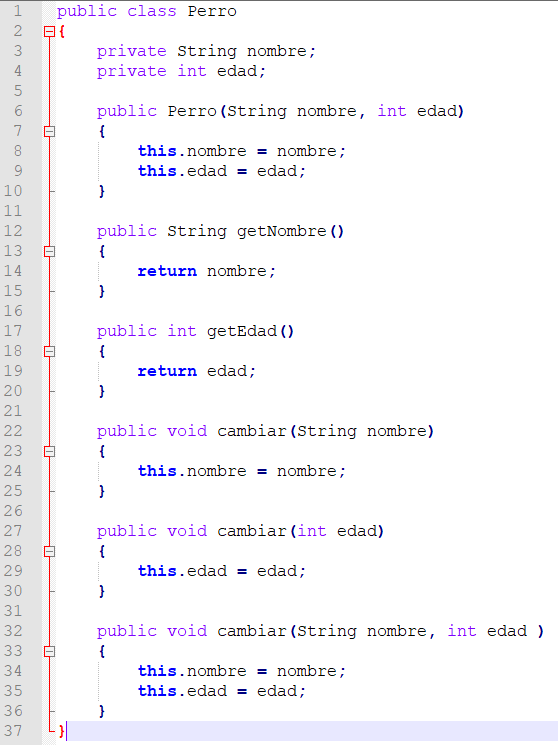 1 public class Perro
2 {
3 private String nombre;
4 private int edad;
5
6 public Perro(String nombre, int edad)
7 {
8 this.nombre = nombre;
9 this.edad = edad;
10 }
11
12 public String getNombre()
13 {
14 return nombre;
15 }
16
17 public int getEdad()
18 {
19 return edad;
20 }
21
22 public void cambiar(String nombre)
23 {
24 this.nombre = nombre;
25 }
26
27 public void cambiar(int edad)
28 {
29 this.edad = edad;
30 }
31
32 public void cambiar(String nombre, int edad )
33 {
34 this.nombre = nombre;
35 this.edad = edad;
36 }
37 }